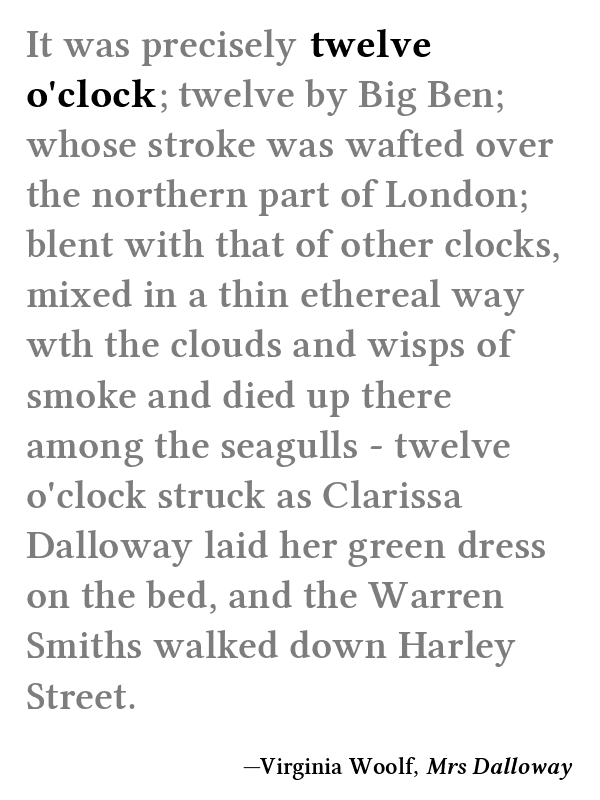 It was precisely twelve
o'clock; twelve by Big Ben;
whose stroke was wafted over
the northern part of London;
blent with that of other clocks,
mixed in a thin ethereal way
wth the clouds and wisps of
smoke and died up there
among the seagulls - twelve
o'clock struck as Clarissa
Dalloway laid her green dress
on the bed, and the Warren
Smiths walked down Harley
Street.
—Virginia Woolf, Mrs Dalloway